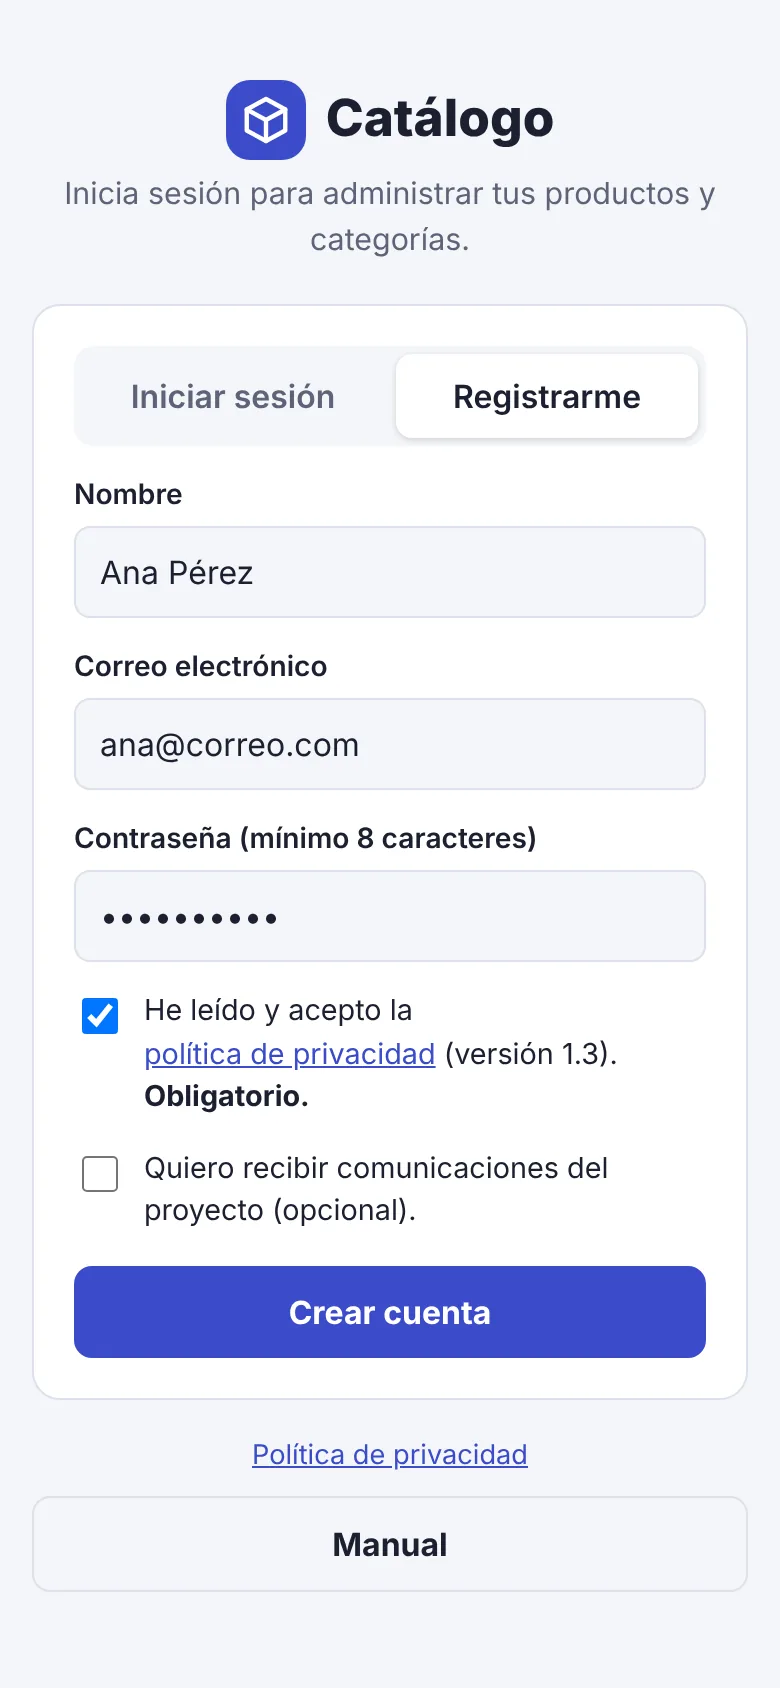 Catálogo
Inicia sesión para administrar tus productos y
categorías.
Iniciar sesión
Registrarme
Nombre
Ana Pérez
Correo electrónico
ana@correo.com
Contraseña (mínimo 8 caracteres)
••••••••••
He leído y acepto la
política de privacidad (versión 1.3).
Obligatorio.
Quiero recibir comunicaciones del
proyecto (opcional).
Crear cuenta
Política de privacidad
Manual